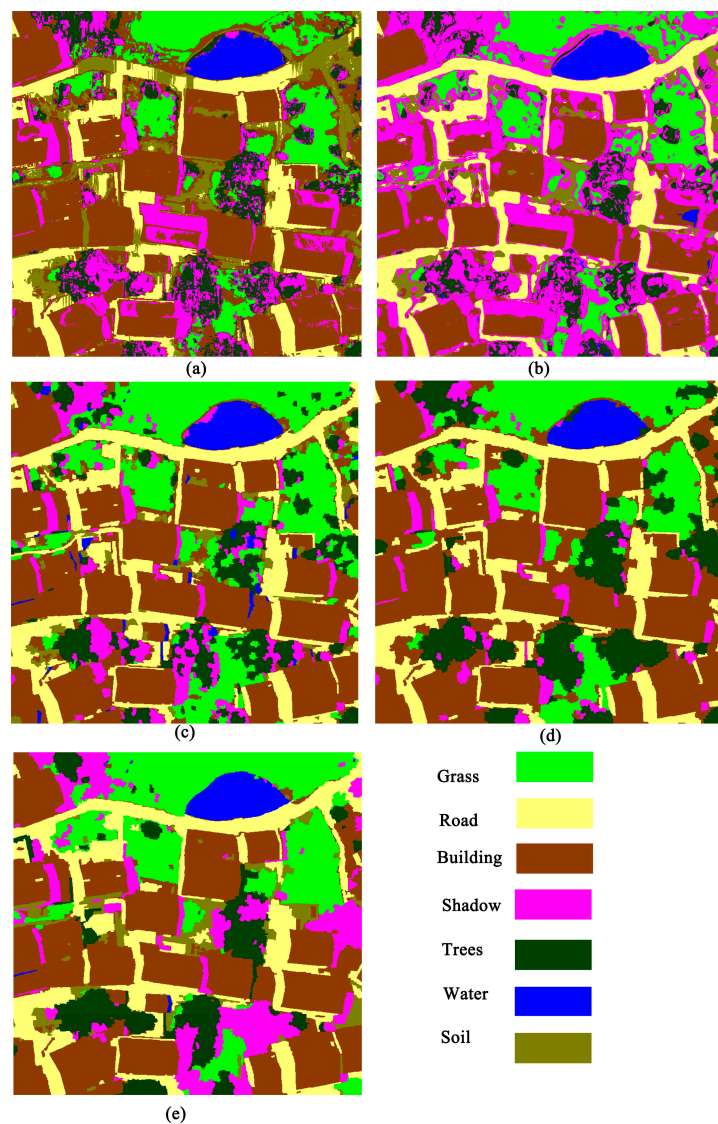 (a) (b)
(c) (d)
Grass
Road
Building
Shadow
Trees
Water
Soil
(e)